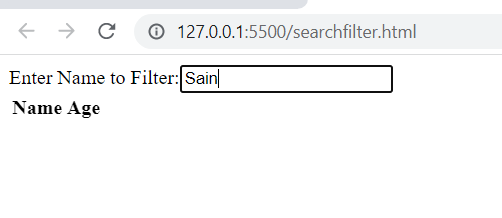 127.0.0.1:5500/searchfilter.html
Enter Name to Filter: Sain
Name Age